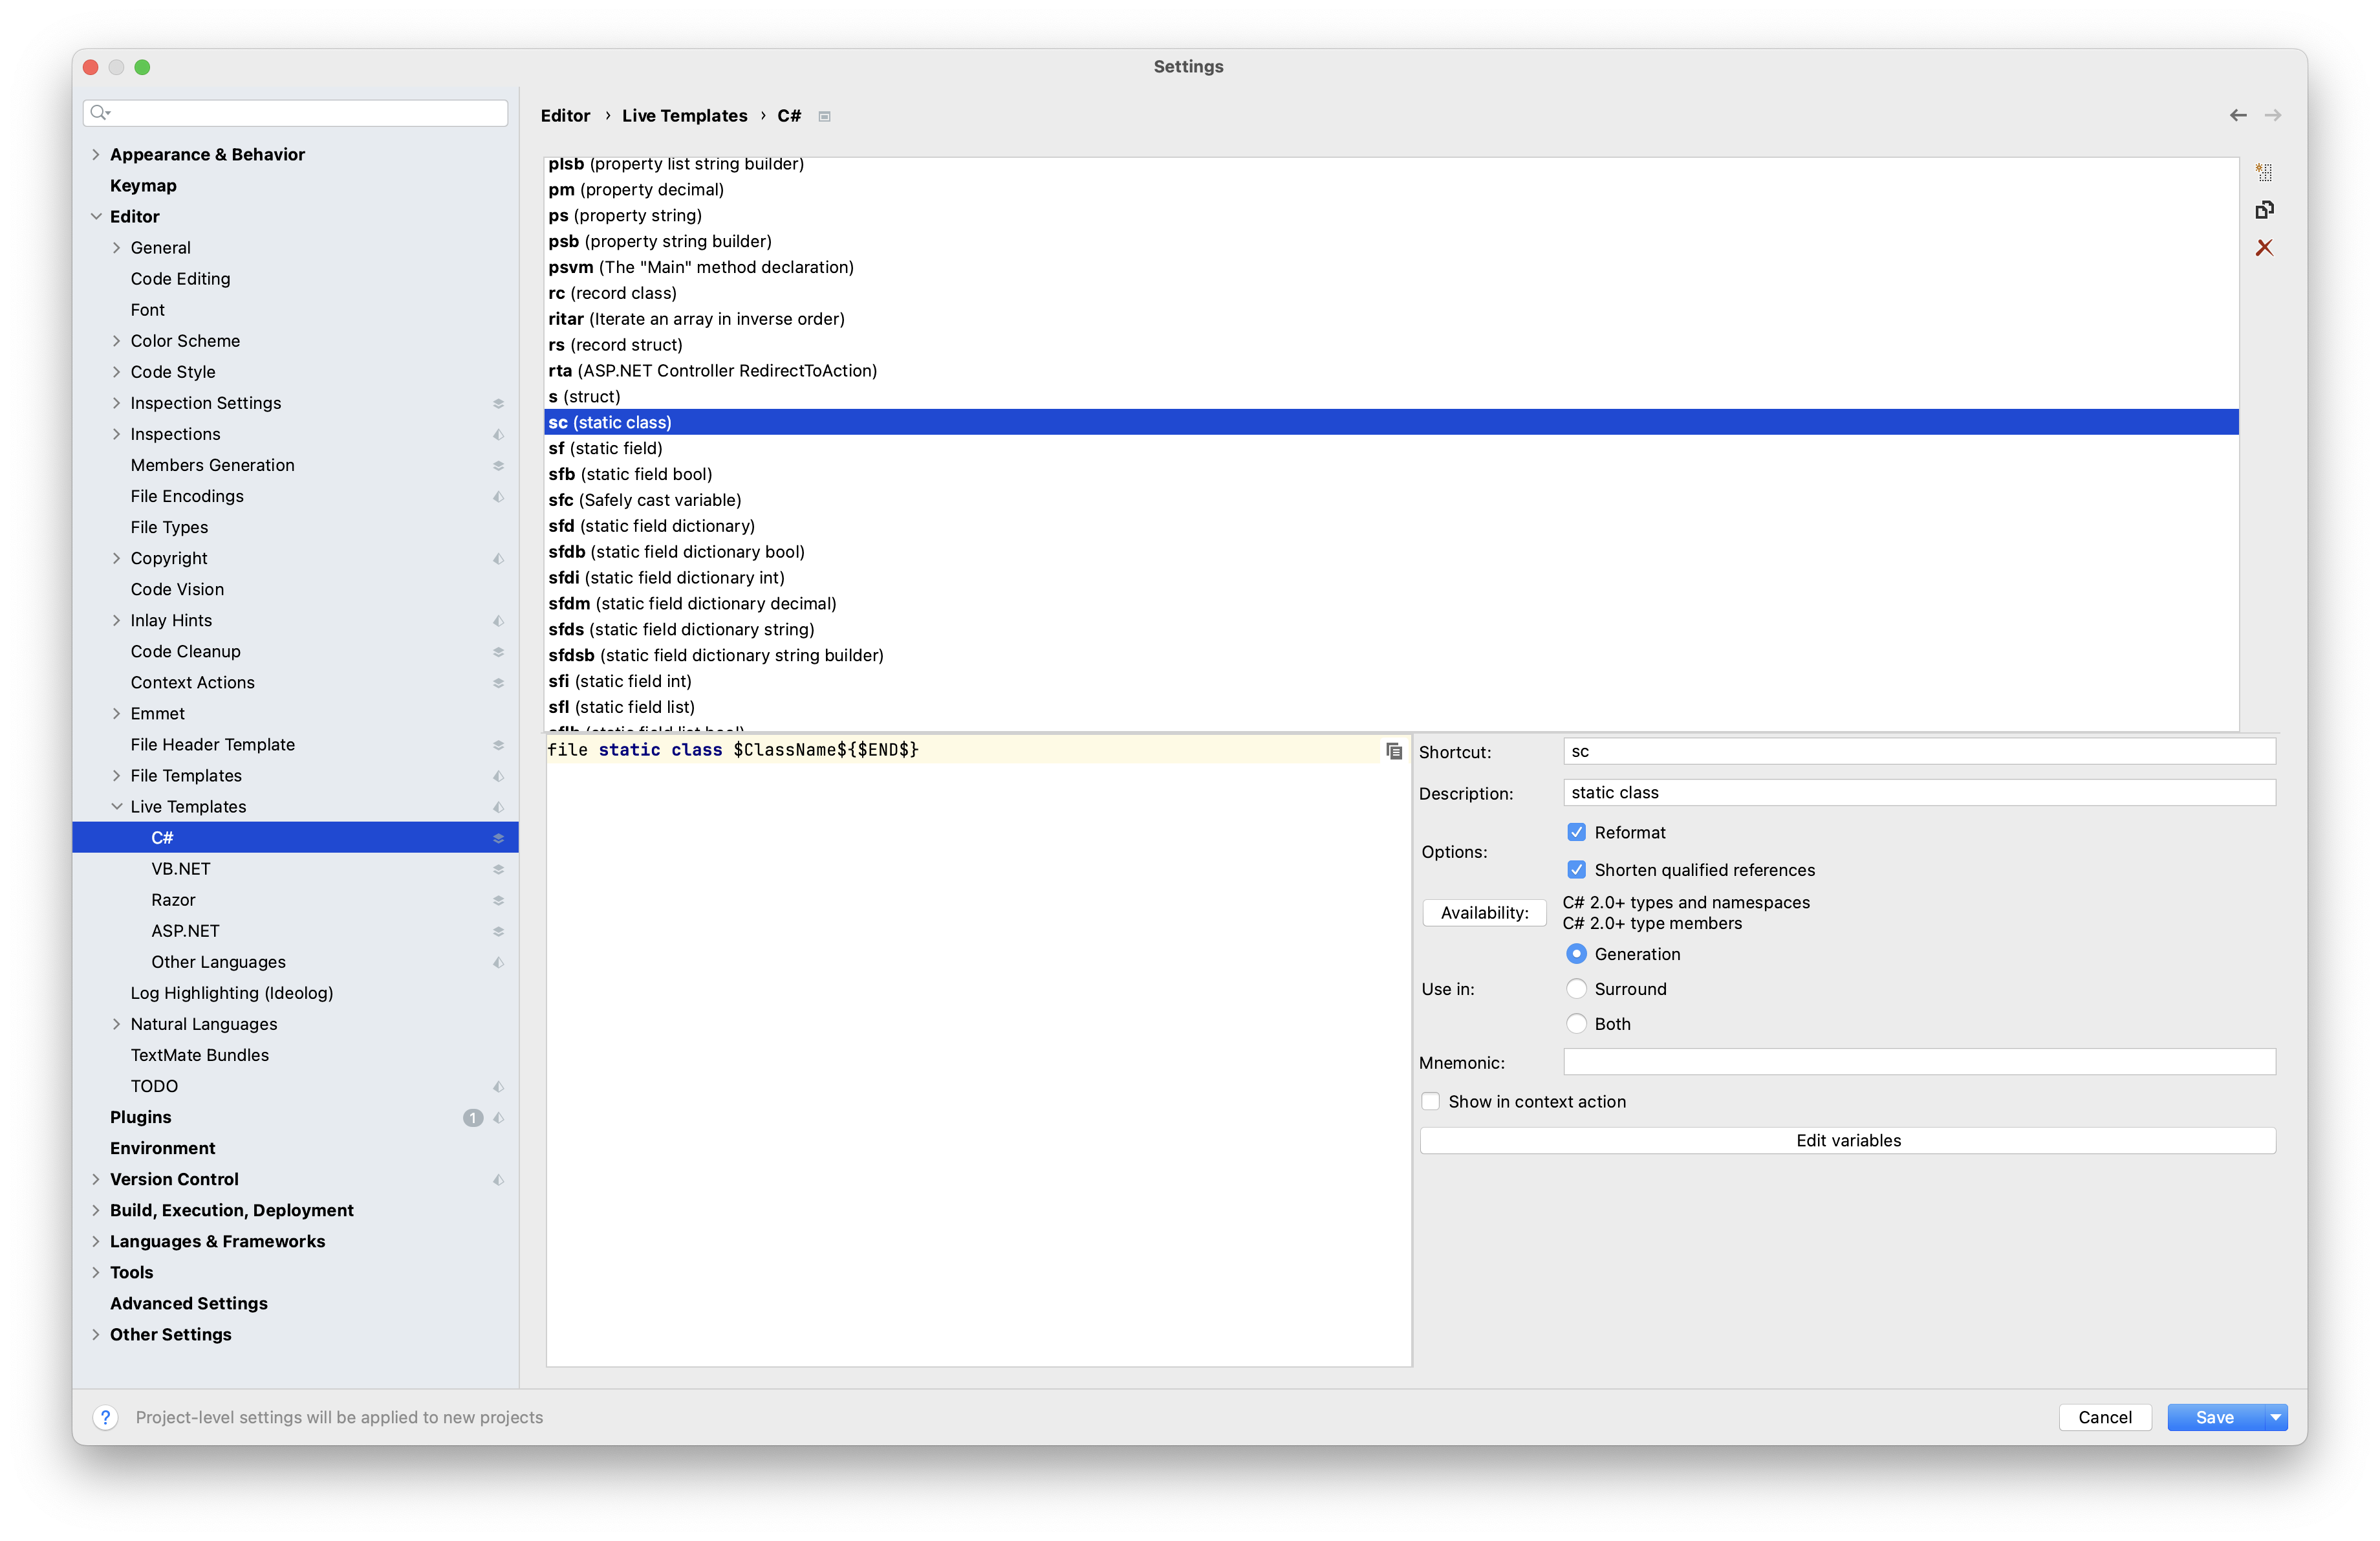 Settings
Appearance & Behavior
Keymap
Editor
General
Code Editing
Font
Color Scheme
Code Style
Inspection Settings
Inspections
Members Generation
File Encodings
File Types
Copyright
Code Vision
Inlay Hints
Code Cleanup
Context Actions
Emmet
File Header Template
File Templates
Live Templates
C#
VB.NET
Razor
ASP.NET
Other Languages
Log Highlighting (Ideolog)
Natural Languages
TextMate Bundles
TODO
Plugins 1
Environment
Version Control
Build, Execution, Deployment
Languages & Frameworks
Tools
Advanced Settings
Other Settings
Editor › Live Templates › C#
plsb (property list string builder)
pm (property decimal)
ps (property string)
psb (property string builder)
psvm (The "Main" method declaration)
rc (record class)
ritar (Iterate an array in inverse order)
rs (record struct)
rta (ASP.NET Controller RedirectToAction)
s (struct)
sc (static class)
sf (static field)
sfb (static field bool)
sfc (Safely cast variable)
sfd (static field dictionary)
sfdb (static field dictionary bool)
sfdi (static field dictionary int)
sfdm (static field dictionary decimal)
sfds (static field dictionary string)
sfdsb (static field dictionary string builder)
sfi (static field int)
sfl (static field list)
sflb (static field list bool)
file static class $ClassName${$END$}
Shortcut: sc
Description: static class
Options:
Reformat
Shorten qualified references
Availability:
C# 2.0+ types and namespaces
C# 2.0+ type members
Use in:
Generation
Surround
Both
Mnemonic:
Show in context action
Edit variables
? Project-level settings will be applied to new projects
Cancel
Save